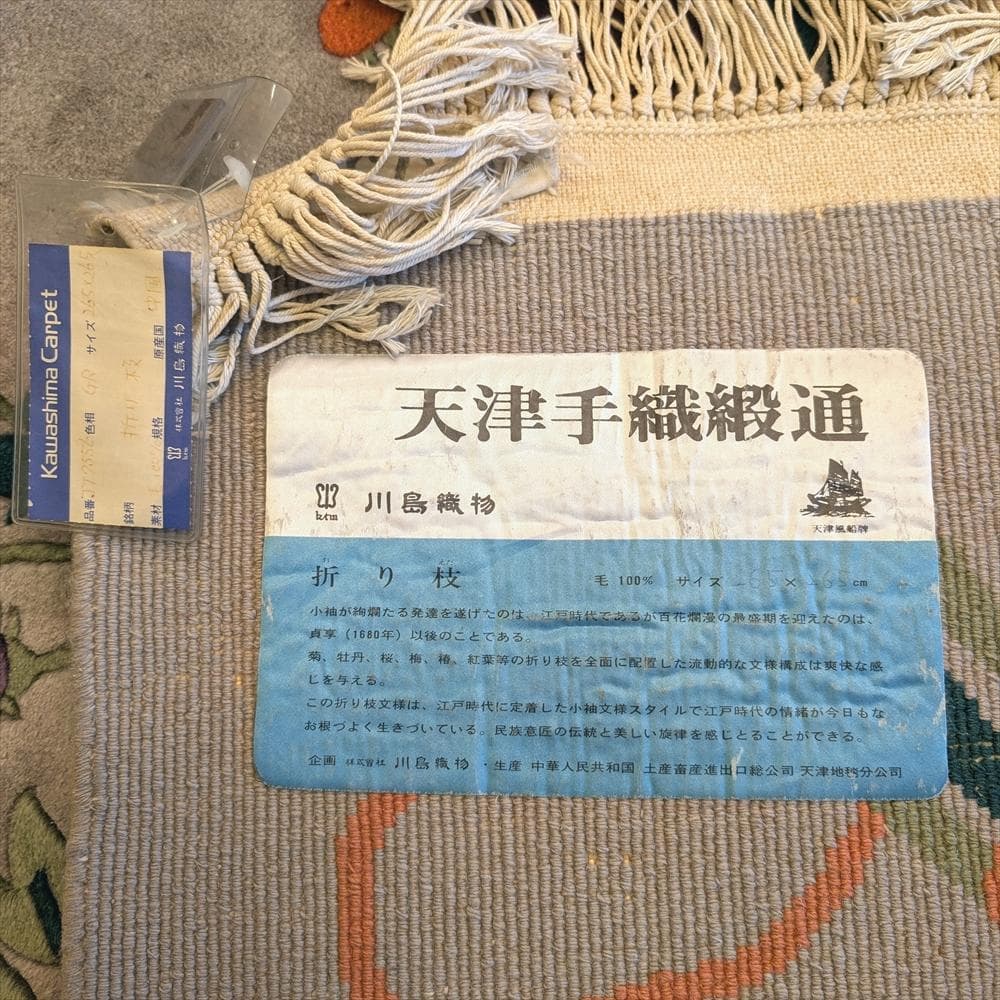 Kawashima Carpet
品番
色相 GR
サイズ
銘柄 折り枝
素材
規格
原産国 中国
株式會社 川島織物
天津手織緞通
川島織物
天津風船牌
折り枝
毛 100% サイズ × cm
小袖が絢爛たる発達を遂げたのは、江戸時代であるが百花爛漫の最盛期を迎えたのは、
貞享（1680年）以後のことである。
菊、牡丹、桜、梅、椿、紅葉等の折り枝を全面に配置した流動的な文様構成は爽快な感
じを与える。
この折り枝文様は、江戸時代に定着した小袖文様スタイルで江戸時代の情緒が今日もな
お根づよく生きづいている。民族意匠の伝統と美しい旋律を感じとることができる。
企画 株式會社 川島織物 ・生産 中華人民共和国 土産畜産進出口総公司 天津地毯分公司